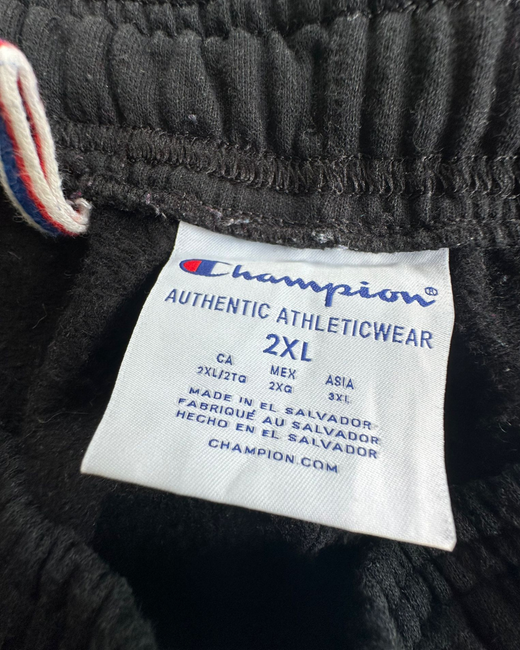 Champion®
AUTHENTIC ATHLETICWEAR
2XL
CA MEX ASIA
2XL/2TG 2XG 3XL
MADE IN EL SALVADOR
FABRIQUÉ AU SALVADOR
HECHO EN EL SALVADOR
CHAMPION.COM